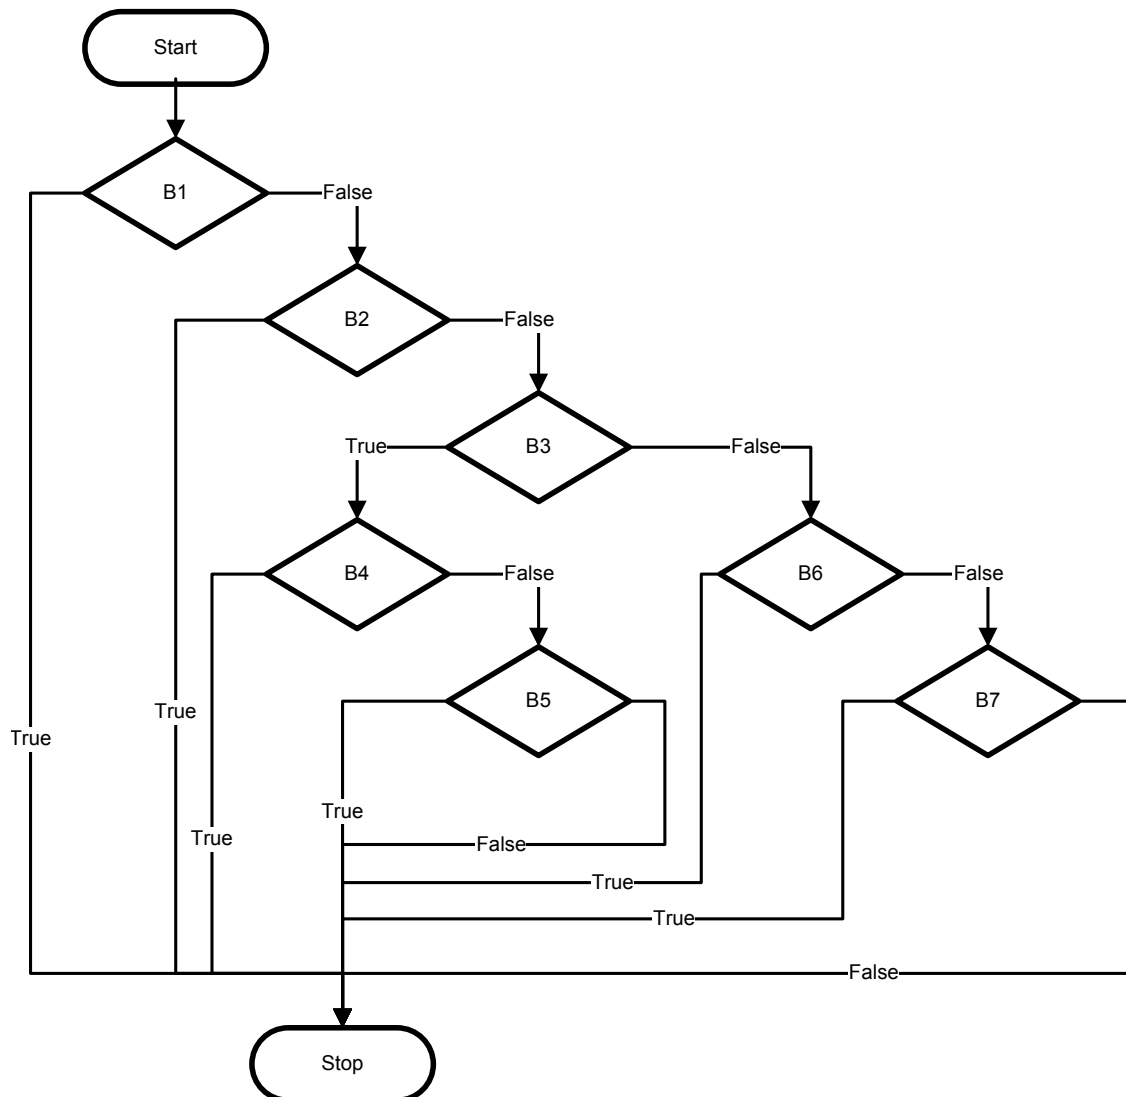 Start
B1
False
B2
False
B3
True
False
B4
False
B6
False
B5
B7
True
True
True
True
False
True
True
False
Stop